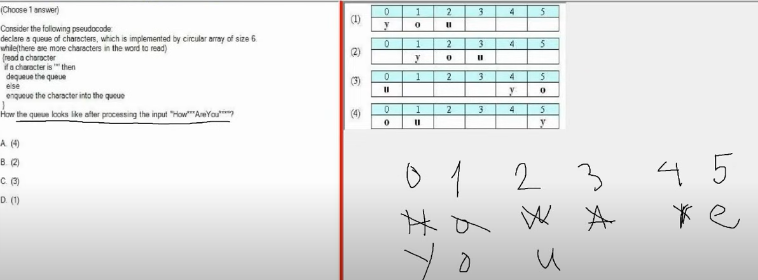 (Choose 1 answer)
Consider the following pseudocode:
declare a queue of characters, which is implemented by circular array of size 6.
while(there are more characters in the word to read)
{read a character
if a character is '*' then
dequeue the queue
else
enqueue the character into the queue
}
How the queue looks like after processing the input "How***AreYou****"?
A. (4)
B. (2)
C. (3)
D. (1)
(1) 0 1 2 3 4 5
y o u
(2) 0 1 2 3 4 5
y o u
(3) 0 1 2 3 4 5
u y o
(4) 0 1 2 3 4 5
o u y
0 1 2 3 4 5
H o W A r e
y o u